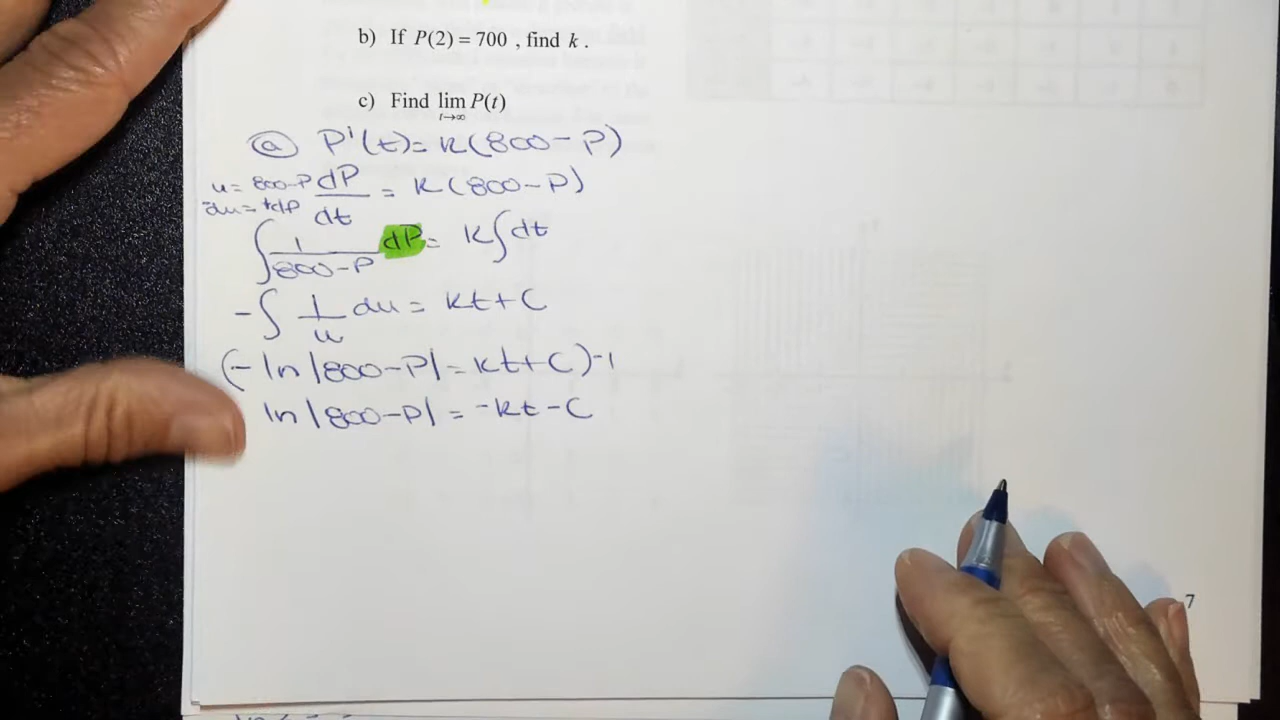 b) If P(2) = 700 , find k .
c) Find lim P(t)
t→∞
ⓐ P'(t) = k(800 - P)
u = 800-P dP/dt = k(800 - P)
-du = +dP
∫ 1/(800-P) dP = k∫dt
-∫ 1/u du = kt + C
(-ln|800-P| = kt + C)-1
ln|800-P| = -kt - C
7